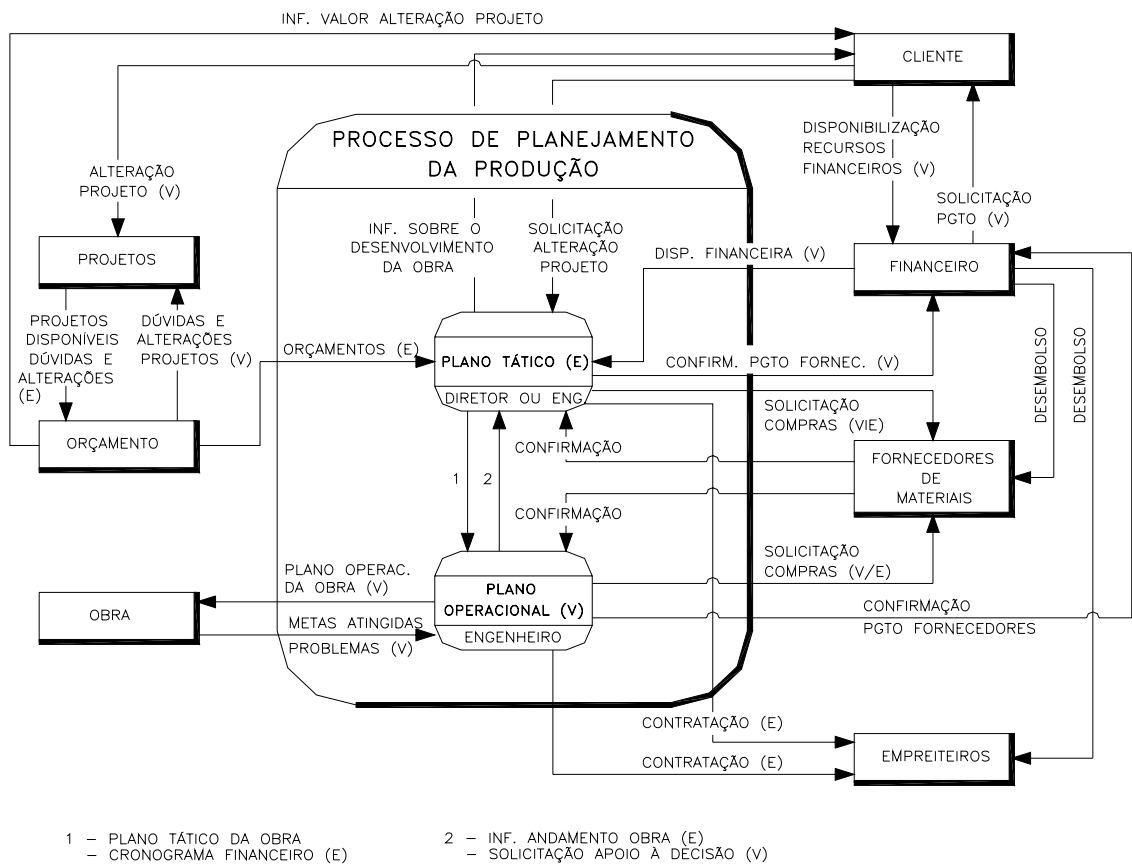 INF. VALOR ALTERAÇÃO PROJETO
CLIENTE
PROCESSO DE PLANEJAMENTO
DA PRODUÇÃO
DISPONIBILIZAÇÃO
RECURSOS
FINANCEIROS (V)
ALTERAÇÃO
PROJETO (V)
SOLICITAÇÃO
PGTO (V)
INF. SOBRE O
DESENVOLVIMENTO
DA OBRA
SOLICITAÇÃO
ALTERAÇÃO
PROJETO
DISP. FINANCEIRA (V)
PROJETOS
FINANCEIRO
PROJETOS
DISPONÍVEIS
DÚVIDAS E
ALTERAÇÕES
(E)
DÚVIDAS E
ALTERAÇÕES
PROJETOS (V)
ORÇAMENTOS (E)
PLANO TÁTICO (E)
DIRETOR OU ENG.
CONFIRM. PGTO FORNEC. (V)
DESEMBOLSO
DESEMBOLSO
SOLICITAÇÃO
COMPRAS (VIE)
ORÇAMENTO
CONFIRMAÇÃO
FORNECEDORES
DE
MATERIAIS
1
2
CONFIRMAÇÃO
SOLICITAÇÃO
COMPRAS (V/E)
PLANO OPERAC.
DA OBRA (V)
PLANO
OPERACIONAL (V)
ENGENHEIRO
OBRA
METAS ATINGIDAS
PROBLEMAS (V)
CONFIRMAÇÃO
PGTO FORNECEDORES
CONTRATAÇÃO (E)
CONTRATAÇÃO (E)
EMPREITEIROS
1 – PLANO TÁTICO DA OBRA
– CRONOGRAMA FINANCEIRO (E)
2 – INF. ANDAMENTO OBRA (E)
– SOLICITAÇÃO APOIO À DECISÃO (V)